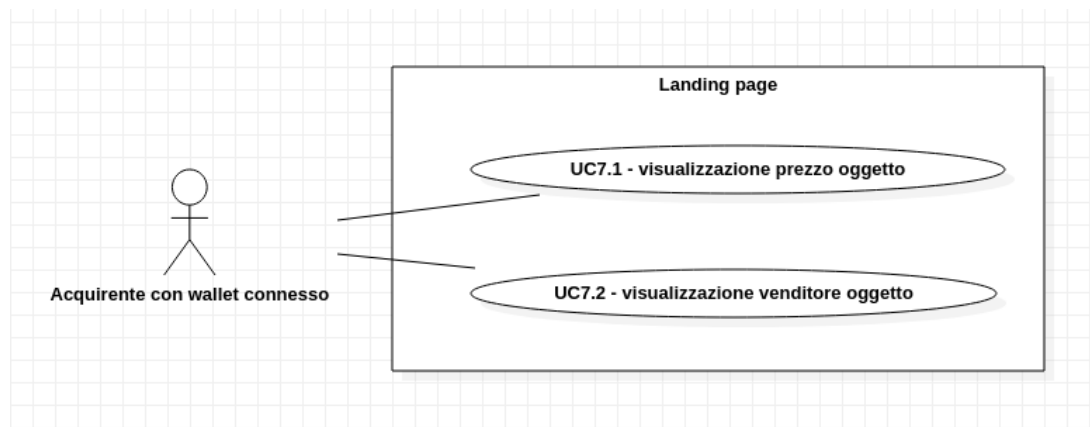 Landing page
UC7.1 - visualizzazione prezzo oggetto
Acquirente con wallet connesso
UC7.2 - visualizzazione venditore oggetto